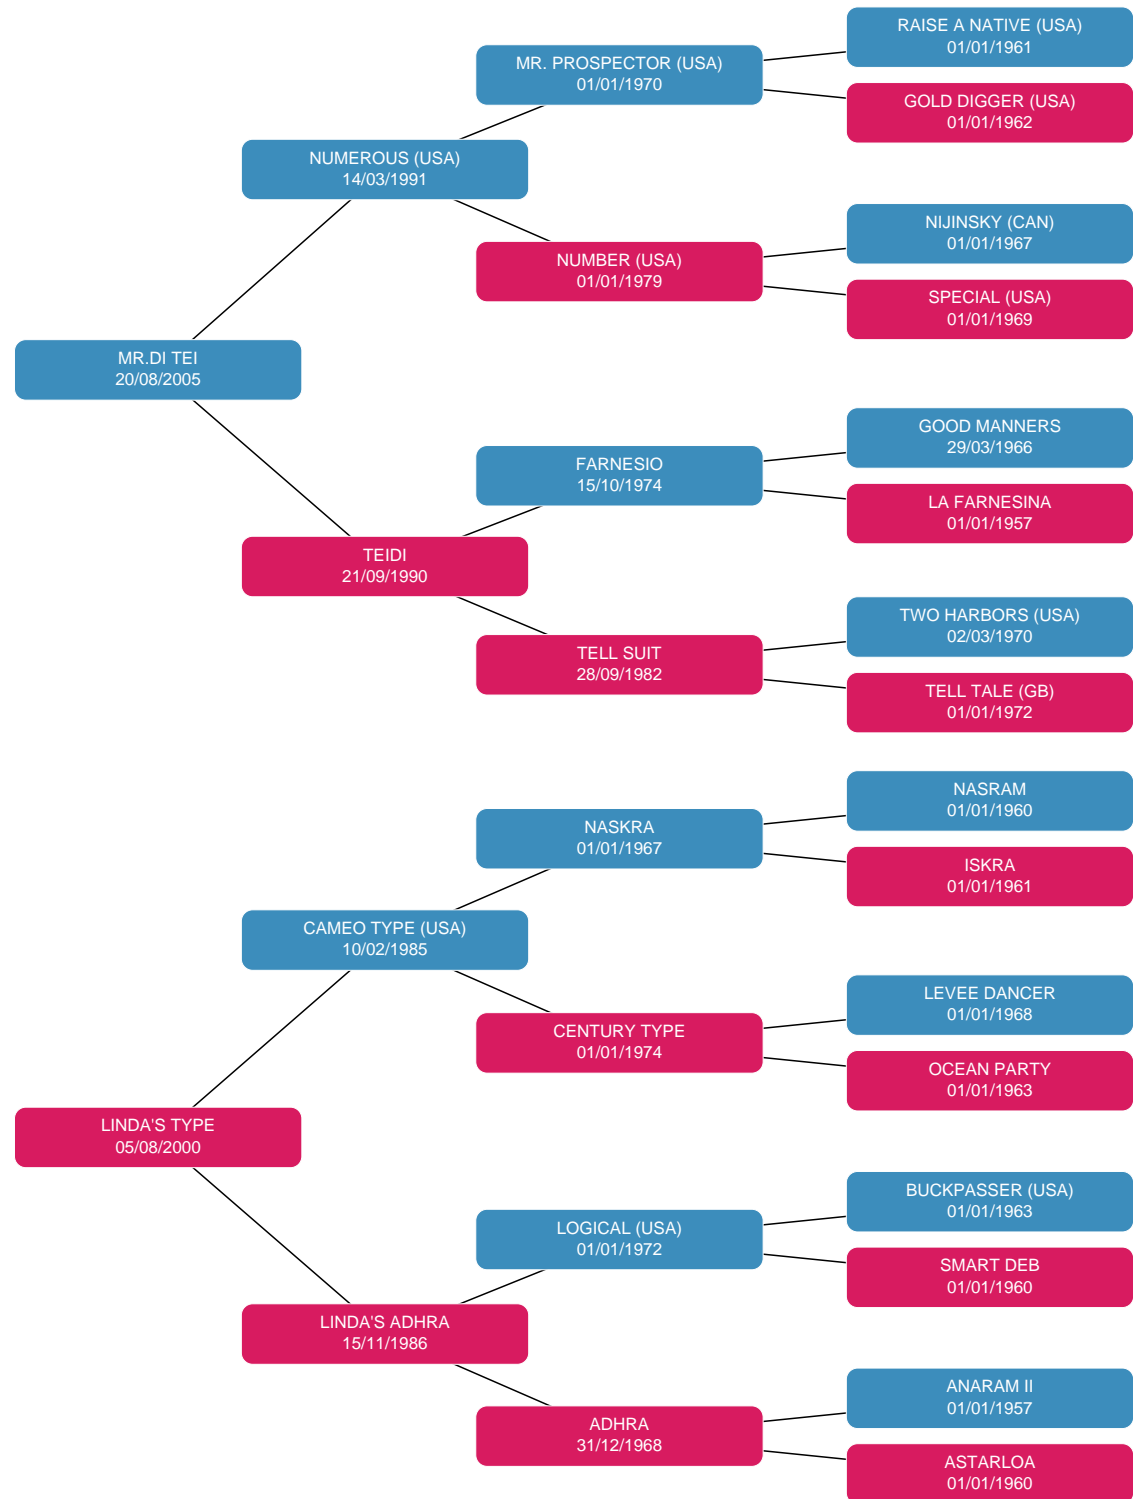 RAISE A NATIVE (USA)
01/01/1961
MR. PROSPECTOR (USA)
01/01/1970
GOLD DIGGER (USA)
01/01/1962
NUMEROUS (USA)
14/03/1991
NIJINSKY (CAN)
01/01/1967
NUMBER (USA)
01/01/1979
SPECIAL (USA)
01/01/1969
MR.DI TEI
20/08/2005
GOOD MANNERS
29/03/1966
FARNESIO
15/10/1974
LA FARNESINA
01/01/1957
TEIDI
21/09/1990
TWO HARBORS (USA)
02/03/1970
TELL SUIT
28/09/1982
TELL TALE (GB)
01/01/1972
NASRAM
01/01/1960
NASKRA
01/01/1967
ISKRA
01/01/1961
CAMEO TYPE (USA)
10/02/1985
LEVEE DANCER
01/01/1968
CENTURY TYPE
01/01/1974
OCEAN PARTY
01/01/1963
LINDA'S TYPE
05/08/2000
BUCKPASSER (USA)
01/01/1963
LOGICAL (USA)
01/01/1972
SMART DEB
01/01/1960
LINDA'S ADHRA
15/11/1986
ANARAM II
01/01/1957
ADHRA
31/12/1968
ASTARLOA
01/01/1960